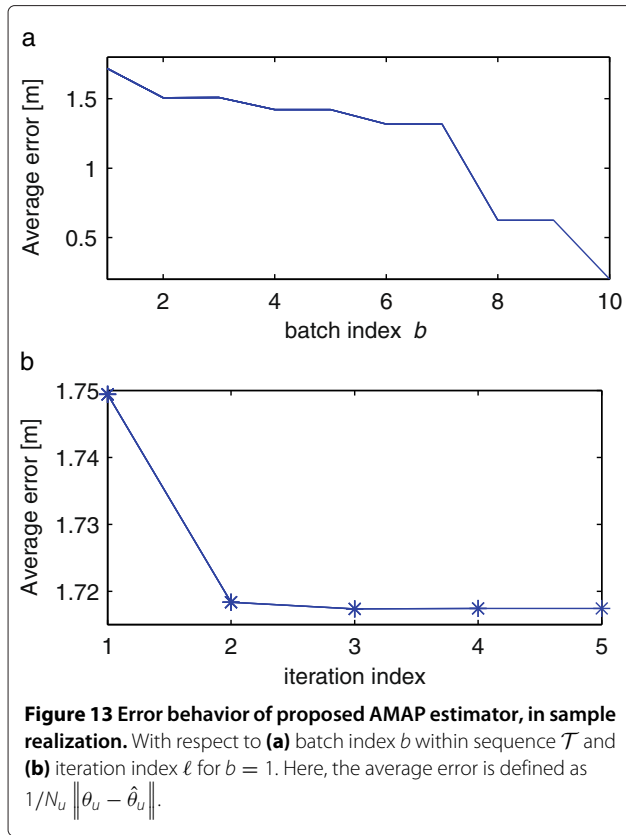 a
Average error [m]
1.5
1
0.5
2 4 6 8 10
batch index b
b
Average error [m]
1.75
1.74
1.73
1.72
1 2 3 4 5
iteration index
Figure 13 Error behavior of proposed AMAP estimator, in sample
realization. With respect to (a) batch index b within sequence 𝒯 and
(b) iteration index ℓ for b = 1. Here, the average error is defined as
1/N_u ‖θ_u − θ̂_u‖.